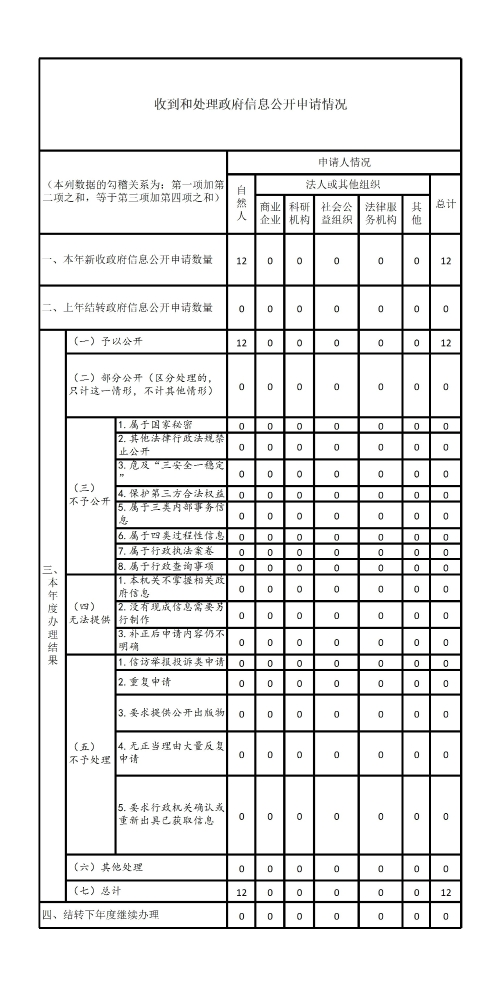 收到和处理政府信息公开申请情况
（本列数据的勾稽关系为：第一项加第
二项之和，等于第三项加第四项之和）
申请人情况
自然人
法人或其他组织
总计
商业企业
科研机构
社会公益组织
法律服务机构
其他
一、本年新收政府信息公开申请数量 12 0 0 0 0 0 12
二、上年结转政府信息公开申请数量 0 0 0 0 0 0 0
三、本年度办理结果
（一）予以公开 12 0 0 0 0 0 12
（二）部分公开（区分处理的，
只计这一情形，不计其他情形） 0 0 0 0 0 0 0
（三）
不予公开
1.属于国家秘密 0 0 0 0 0 0 0
2.其他法律行政法规禁
止公开 0 0 0 0 0 0 0
3.危及“三安全一稳定
” 0 0 0 0 0 0 0
4.保护第三方合法权益 0 0 0 0 0 0 0
5.属于三类内部事务信
息 0 0 0 0 0 0 0
6.属于四类过程性信息 0 0 0 0 0 0 0
7.属于行政执法案卷 0 0 0 0 0 0 0
8.属于行政查询事项 0 0 0 0 0 0 0
（四）
无法提供
1.本机关不掌握相关政
府信息 0 0 0 0 0 0 0
2.没有现成信息需要另
行制作 0 0 0 0 0 0 0
3.补正后申请内容仍不
明确 0 0 0 0 0 0 0
（五）
不予处理
1.信访举报投诉类申请 0 0 0 0 0 0 0
2.重复申请 0 0 0 0 0 0 0
3.要求提供公开出版物 0 0 0 0 0 0 0
4.无正当理由大量反复
申请 0 0 0 0 0 0 0
5.要求行政机关确认或
重新出具已获取信息 0 0 0 0 0 0 0
（六）其他处理 0 0 0 0 0 0 0
（七）总计 12 0 0 0 0 0 12
四、结转下年度继续办理 0 0 0 0 0 0 0